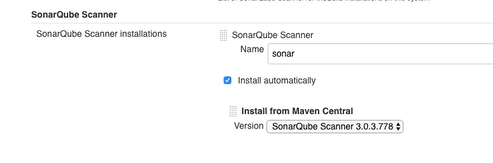 SonarQube Scanner
SonarQube Scanner installations
SonarQube Scanner
Name
sonar
Install automatically
Install from Maven Central
Version
SonarQube Scanner 3.0.3.778